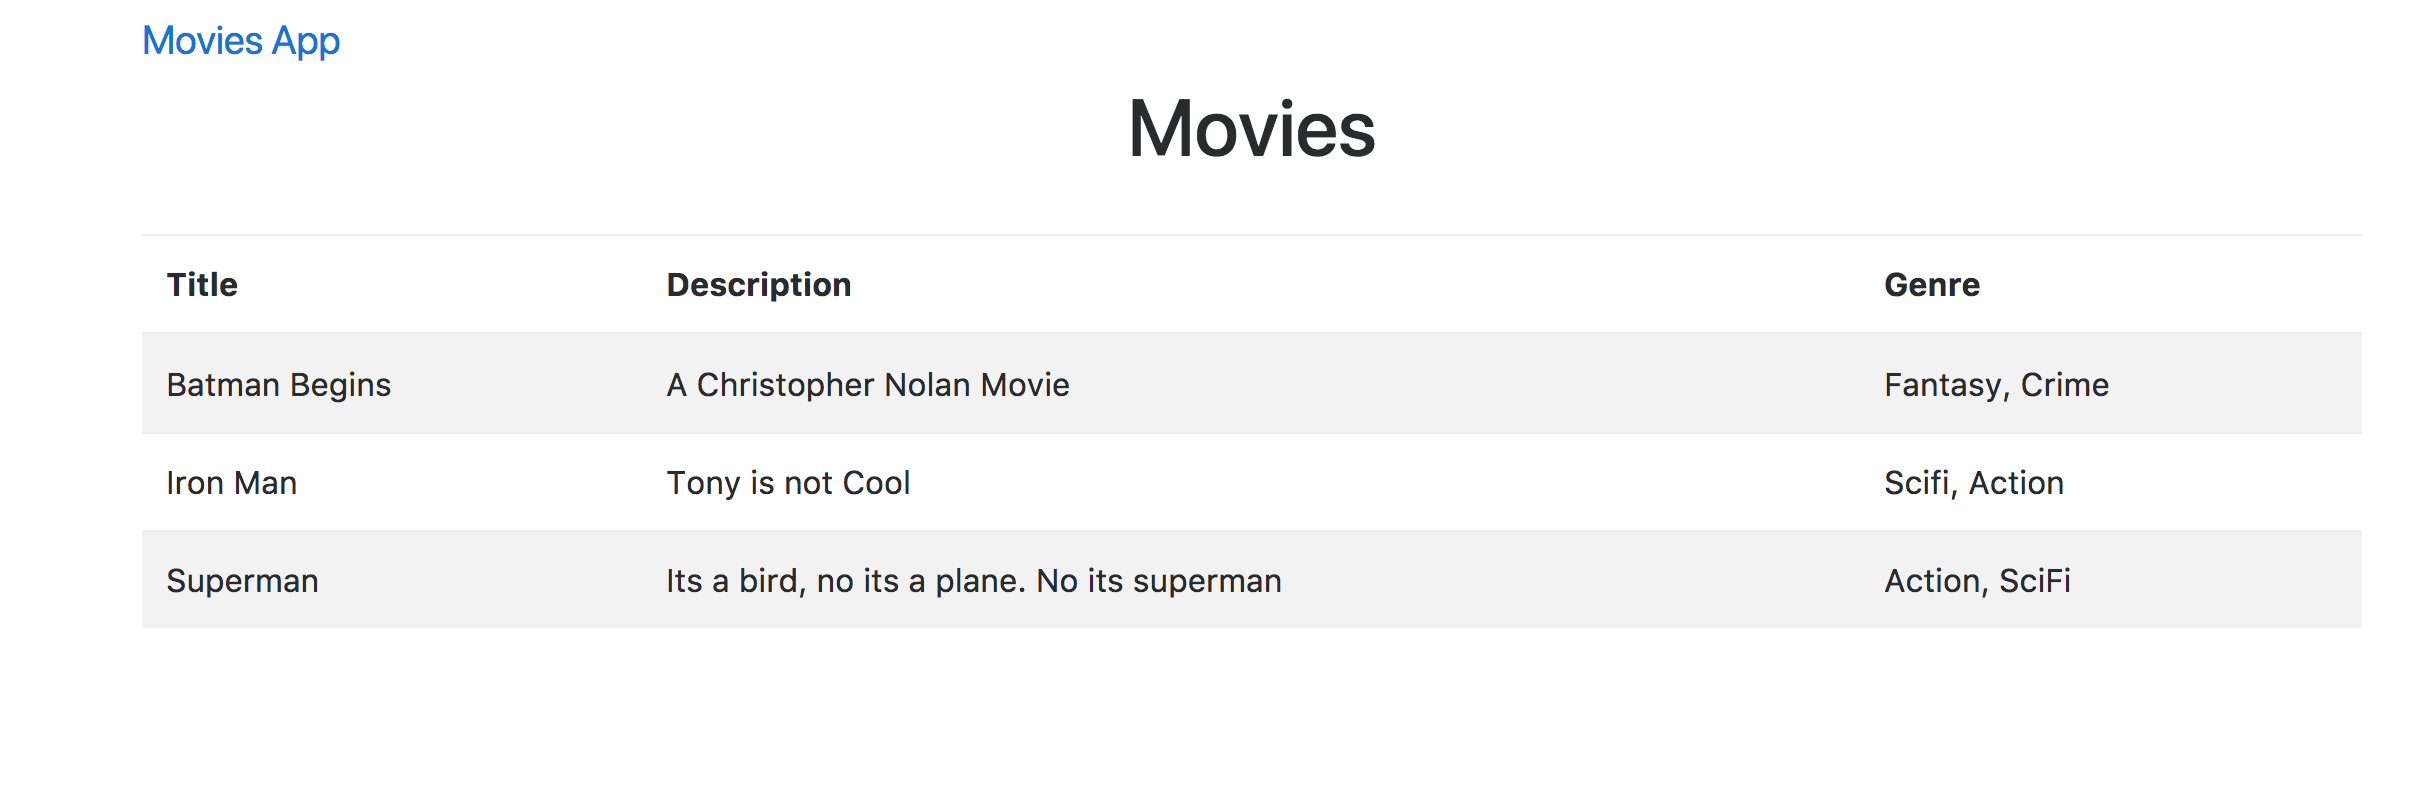 Movies App
Movies
Title Description Genre
Batman Begins A Christopher Nolan Movie Fantasy, Crime
Iron Man Tony is not Cool Scifi, Action
Superman Its a bird, no its a plane. No its superman Action, SciFi